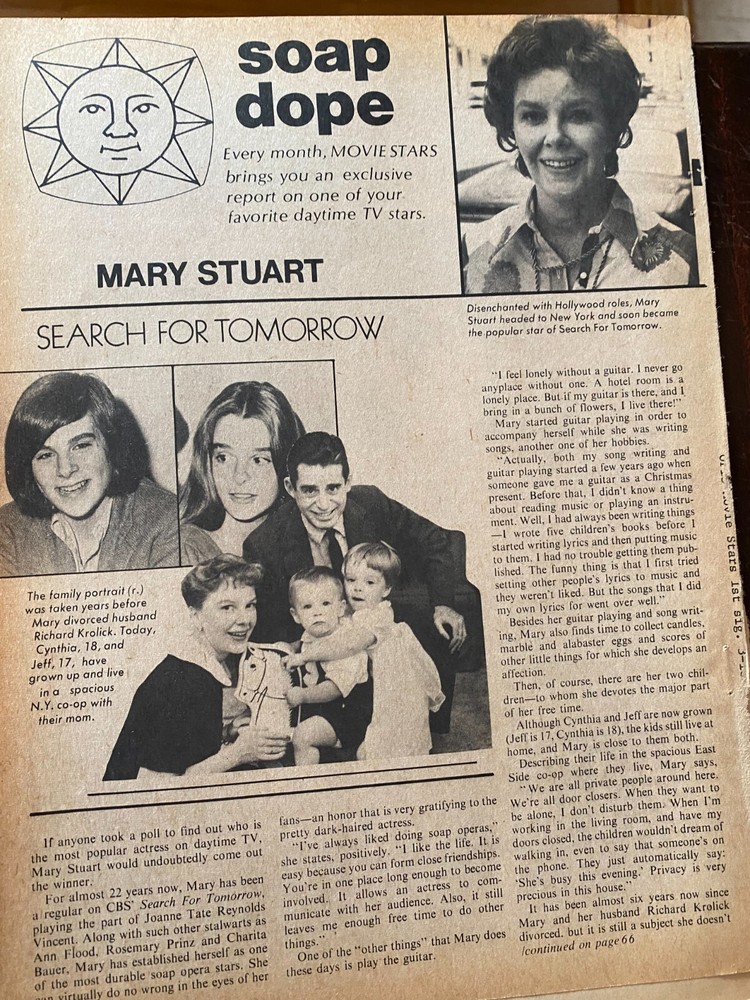 soap
dope
Every month, MOVIE STARS
brings you an exclusive
report on one of your
favorite daytime TV stars.
MARY STUART
SEARCH FOR TOMORROW
Disenchanted with Hollywood roles, Mary
Stuart headed to New York and soon became
the popular star of Search For Tomorrow.
The family portrait (r.)
was taken years before
Mary divorced husband
Richard Krolick. Today,
Cynthia, 18, and
Jeff, 17, have
grown up and live
in a spacious
N.Y. co-op with
their mom.
If anyone took a poll to find out who is
the most popular actress on daytime TV,
Mary Stuart would undoubtedly come out
the winner.
For almost 22 years now, Mary has been
a regular on CBS' Search For Tomorrow,
playing the part of Joanne Tate Reynolds
Vincent. Along with such other stalwarts as
Ann Flood, Rosemary Prinz and Charita
Bauer, Mary has established herself as one
of the most durable soap opera stars. She
can virtually do no wrong in the eyes of her
fans—an honor that is very gratifying to the
pretty dark-haired actress.
"I've always liked doing soap operas,"
she states, positively. "I like the life. It is
easy because you can form close friendships.
You're in one place long enough to become
involved. It allows an actress to com-
municate with her audience. Also, it still
leaves me enough free time to do other
things."
One of the "other things" that Mary does
these days is play the guitar.
"I feel lonely without a guitar. I never go
anyplace without one. A hotel room is a
lonely place. But if my guitar is there, and I
bring in a bunch of flowers, I live there!"
Mary started guitar playing in order to
accompany herself while she was writing
songs, another one of her hobbies.
"Actually, both my song writing and
guitar playing started a few years ago when
someone gave me a guitar as a Christmas
present. Before that, I didn't know a thing
about reading music or playing an instru-
ment. Well, I had always been writing things
—I wrote five children's books before I
started writing lyrics and then putting music
to them. I had no trouble getting them pub-
lished. The funny thing is that I first tried
setting other people's lyrics to music and
they weren't liked. But the songs that I did
my own lyrics for went over well."
Besides her guitar playing and song writ-
ing, Mary also finds time to collect candles,
marble and alabaster eggs and scores of
other little things for which she develops an
affection.
Then, of course, there are her two chil-
dren—to whom she devotes the major part
of her free time.
Although Cynthia and Jeff are now grown
(Jeff is 17, Cynthia is 18), the kids still live at
home, and Mary is close to them both.
Describing their life in the spacious East
Side co-op where they live, Mary says,
"We are all private people around here.
We're all door closers. When they want to
be alone, I don't disturb them. When I'm
working in the living room, and have my
doors closed, the children wouldn't dream of
walking in, even to say that someone's on
the phone. They just automatically say:
'She's busy this evening.' Privacy is very
precious in this house."
It has been almost six years now since
Mary and her husband Richard Krolick
divorced, but it is still a subject she doesn't
(continued on page 66
Movie Stars 1st sig.